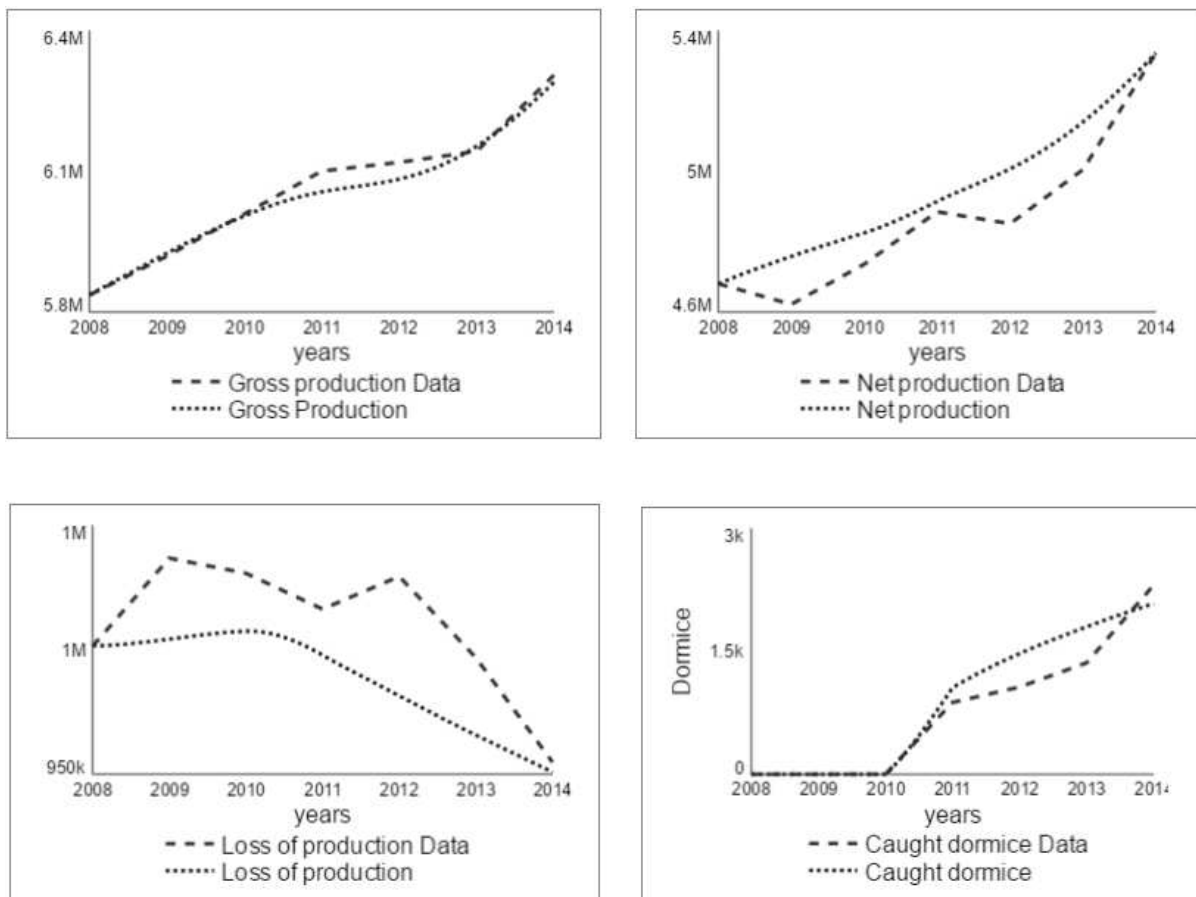 6.4M
6.1M
5.8M
2008 2009 2010 2011 2012 2013 2014
years
Gross production Data
Gross Production
5.4M
5M
4.6M
2008 2009 2010 2011 2012 2013 2014
years
Net production Data
Net production
1M
1M
950k
2008 2009 2010 2011 2012 2013 2014
years
Loss of production Data
Loss of production
3k
Dormice
1.5k
0
2008 2009 2010 2011 2012 2013 2014
years
Caught dormice Data
Caught dormice